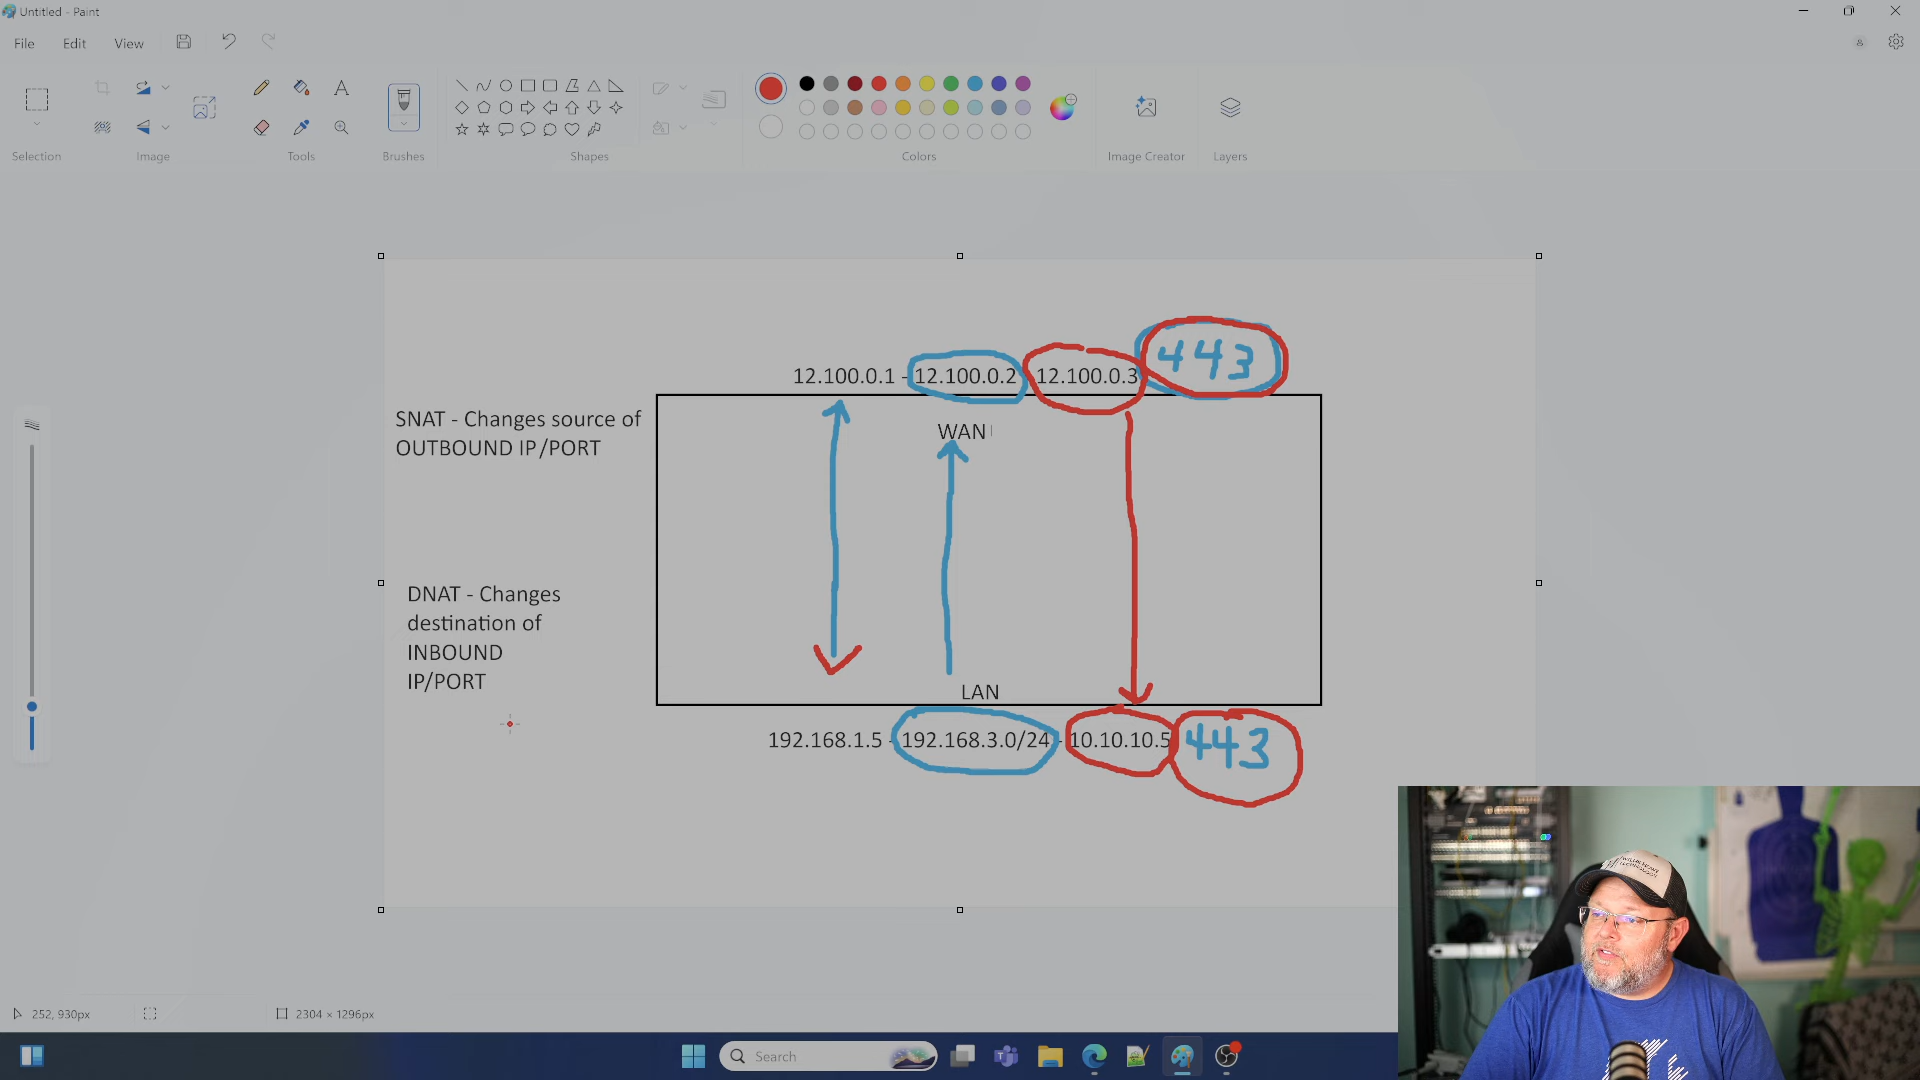 Untitled - Paint
File Edit View
Selection Image Tools Brushes Shapes Colors Image Creator Layers
443
12.100.0.1 - 12.100.0.2 12.100.0.3
SNAT - Changes source of
OUTBOUND IP/PORT
WAN
DNAT - Changes
destination of
INBOUND
IP/PORT
LAN
192.168.1.5 - 192.168.3.0/24 - 10.10.10.5 443
252, 930px 2304 × 1296px
Search